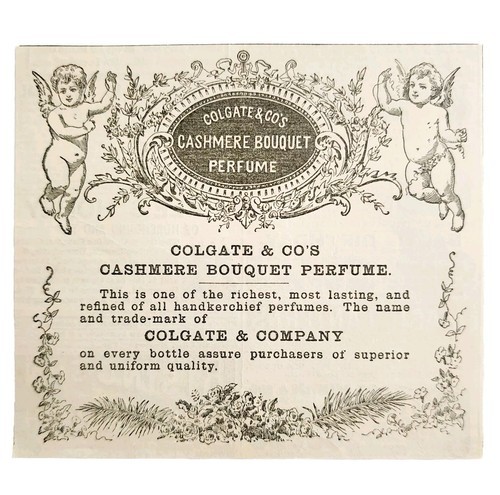 COLGATE & CO'S
CASHMERE BOUQUET
PERFUME
COLGATE & CO'S
CASHMERE BOUQUET PERFUME.
This is one of the richest, most lasting, and
refined of all handkerchief perfumes. The name
and trade-mark of
COLGATE & COMPANY
on every bottle assure purchasers of superior
and uniform quality.